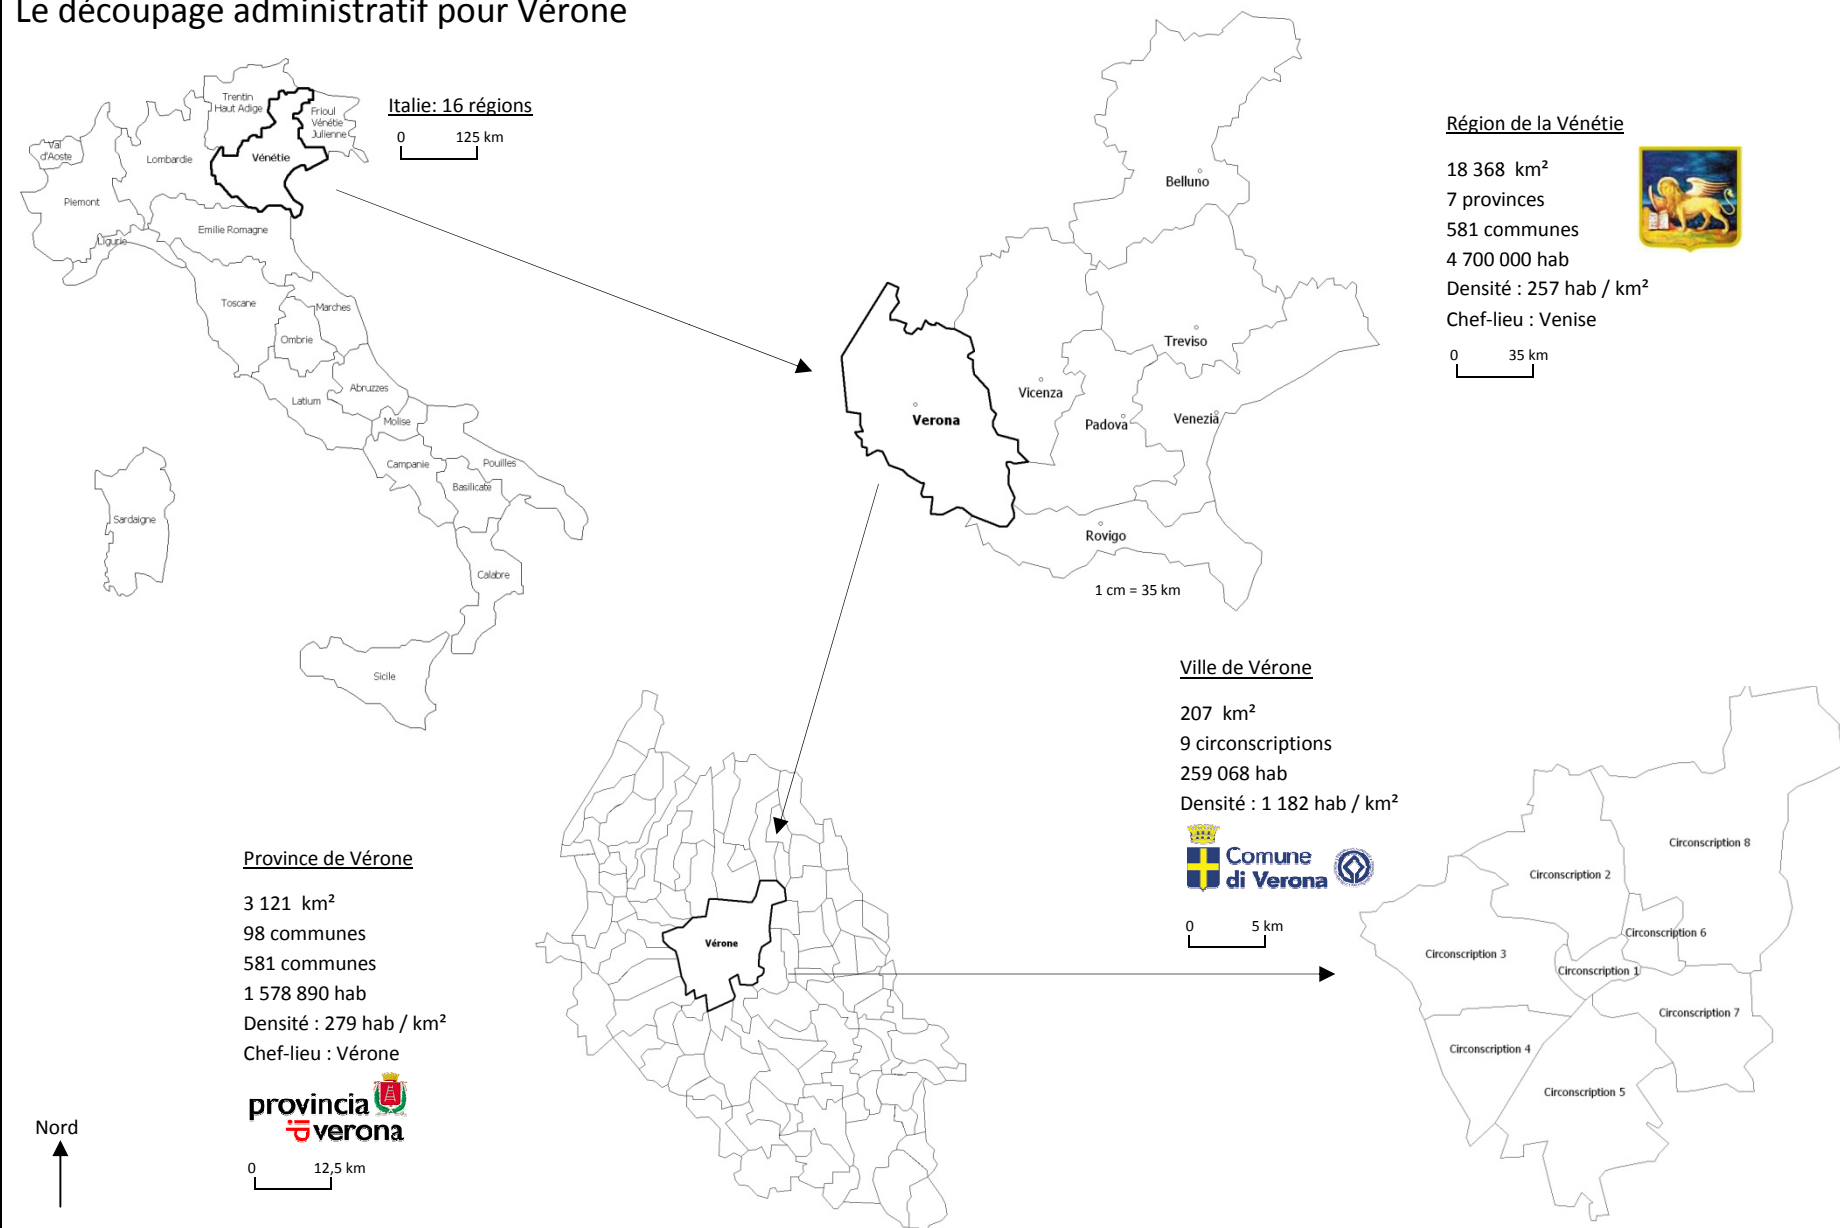 Le découpage administratif pour Vérone
Italie: 16 régions
0 125 km
Trentin
Haut Adige
Frioul
Vénétie
Julienne
Val
d'Aoste
Lombardie
Vénétie
Piemont
Ligurie
Emilie Romagne
Toscane
Marches
Ombrie
Latium
Abruzzes
Molise
Campanie
Pouilles
Basilicate
Sardaigne
Calabre
Sicile
Belluno
Treviso
Vicenza
Verona
Padova
Venezia
Rovigo
1 cm = 35 km
Région de la Vénétie
18 368 km²
7 provinces
581 communes
4 700 000 hab
Densité : 257 hab / km²
Chef-lieu : Venise
0 35 km
Province de Vérone
3 121 km²
98 communes
581 communes
1 578 890 hab
Densité : 279 hab / km²
Chef-lieu : Vérone
provincia
di verona
0 12,5 km
Nord
Vérone
Ville de Vérone
207 km²
9 circonscriptions
259 068 hab
Densité : 1 182 hab / km²
Comune
di Verona
0 5 km
Circonscription 8
Circonscription 2
Circonscription 6
Circonscription 3
Circonscription 1
Circonscription 7
Circonscription 4
Circonscription 5